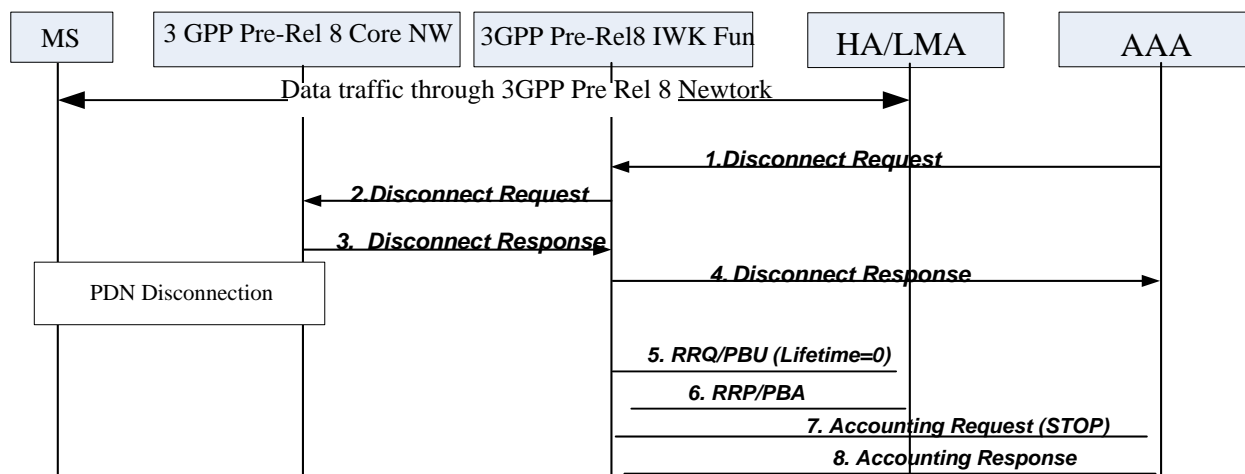 MS
3 GPP Pre-Rel 8 Core NW
3GPP Pre-Rel8 IWK Fun
HA/LMA
AAA
Data traffic through 3GPP Pre Rel 8 Newtork
1.Disconnect Request
2.Disconnect Request
3. Disconnect Response
4. Disconnect Response
PDN Disconnection
5. RRQ/PBU (Lifetime=0)
6. RRP/PBA
7. Accounting Request (STOP)
8. Accounting Response